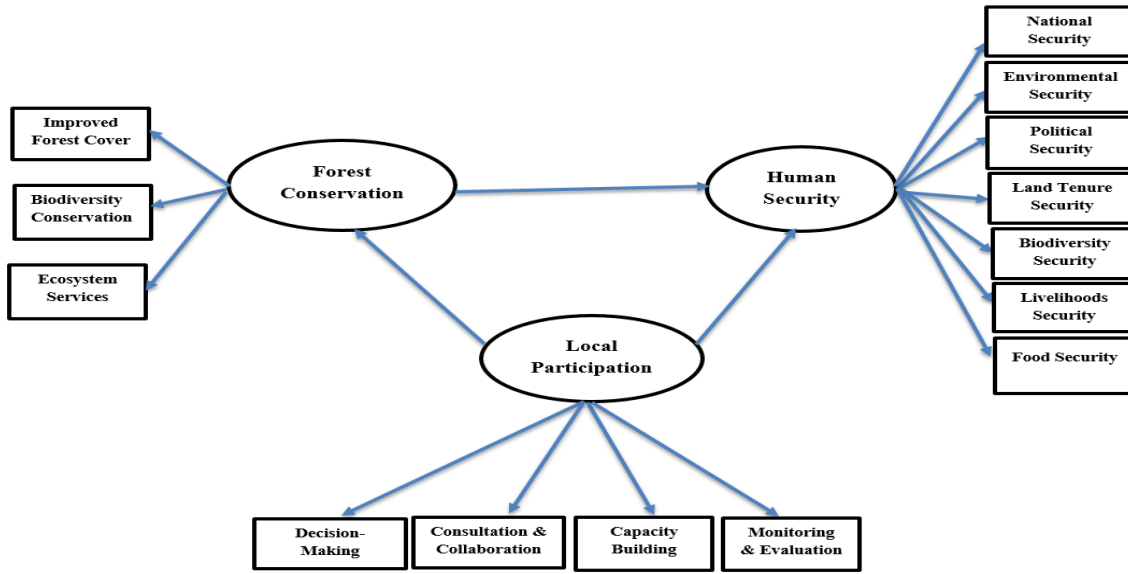 National
Security
Environmental
Security
Improved
Forest Cover
Political
Security
Forest
Conservation
Human
Security
Land Tenure
Security
Biodiversity
Conservation
Biodiversity
Security
Ecosystem
Services
Livelihoods
Security
Local
Participation
Food Security
Decision-
Making
Consultation &
Collaboration
Capacity
Building
Monitoring
& Evaluation